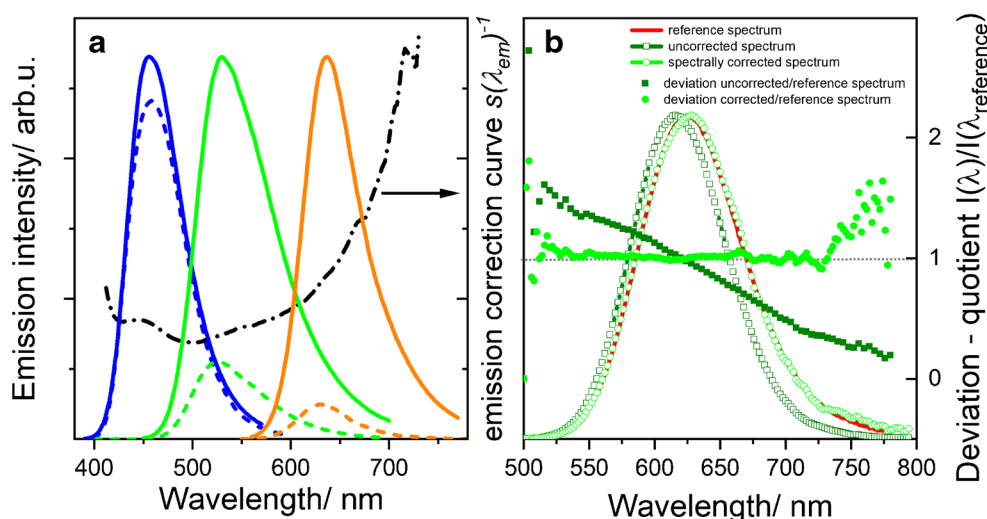 a
Emission intensity/ arb.u.
400 500 600 700
Wavelength/ nm
emission correction curve s(λem)-1
b
reference spectrum
uncorrected spectrum
spectrally corrected spectrum
deviation uncorrected/reference spectrum
deviation corrected/reference spectrum
2
1
0
500 550 600 650 700 750 800
Wavelength/ nm
Deviation - quotient I(λ)/I(λreference)